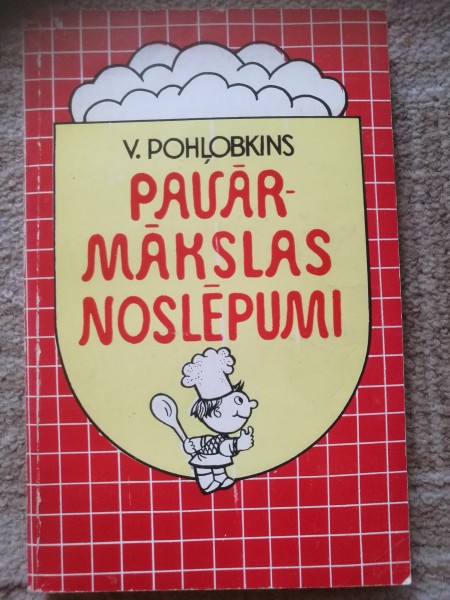 V. POHĻOBKINS
PAVĀR-
MĀKSLAS
NOSLĒPUMI